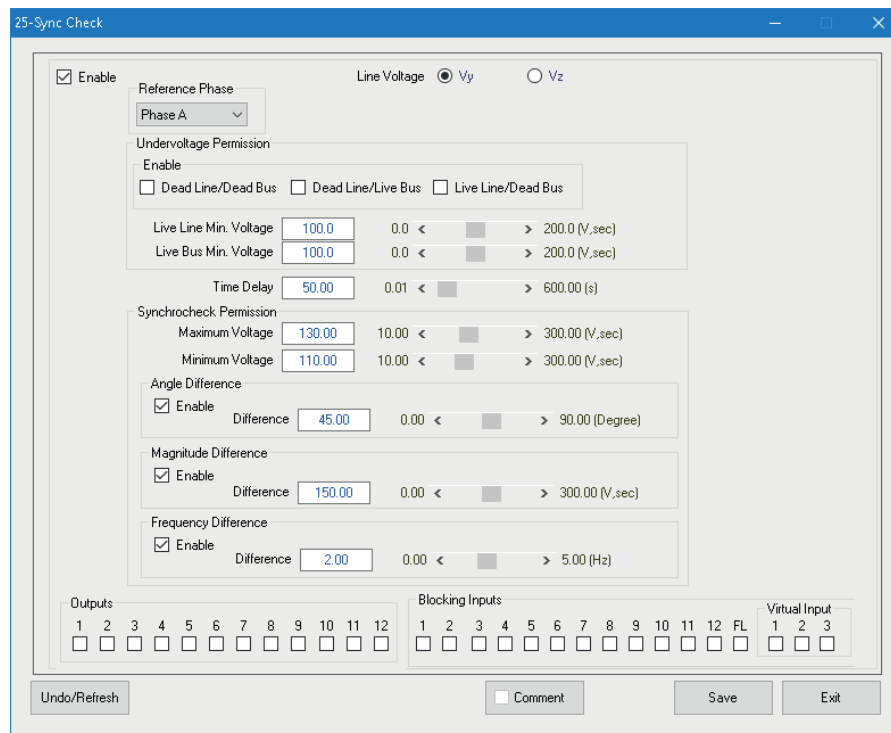 25-Sync Check
Enable
Line Voltage Vy Vz
Reference Phase
Phase A
Undervoltage Permission
Enable
Dead Line/Dead Bus Dead Line/Live Bus Live Line/Dead Bus
Live Line Min. Voltage 100.0 0.0 < > 200.0 (V,sec)
Live Bus Min. Voltage 100.0 0.0 < > 200.0 (V,sec)
Time Delay 50.00 0.01 < > 600.00 (s)
Synchrocheck Permission
Maximum Voltage 130.00 10.00 < > 300.00 (V,sec)
Minimum Voltage 110.00 10.00 < > 300.00 (V,sec)
Angle Difference
Enable
Difference 45.00 0.00 < > 90.00 (Degree)
Magnitude Difference
Enable
Difference 150.00 0.00 < > 300.00 (V,sec)
Frequency Difference
Enable
Difference 2.00 0.00 < > 5.00 (Hz)
Outputs
1 2 3 4 5 6 7 8 9 10 11 12
Blocking Inputs
1 2 3 4 5 6 7 8 9 10 11 12 FL
Virtual Input
1 2 3
Undo/Refresh Comment Save Exit